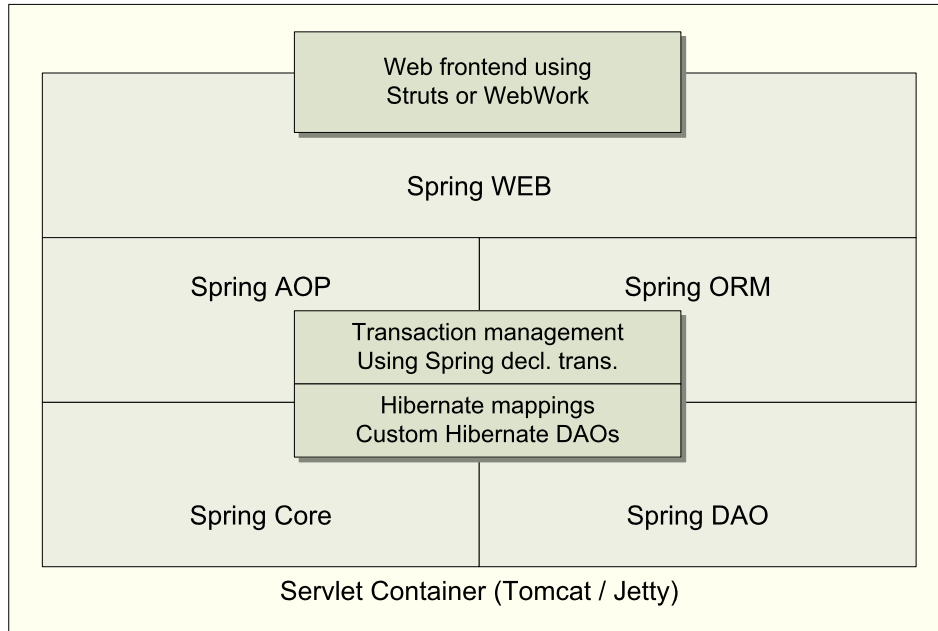 Web frontend using
Struts or WebWork
Spring WEB
Spring AOP
Spring ORM
Transaction management
Using Spring decl. trans.
Hibernate mappings
Custom Hibernate DAOs
Spring Core
Spring DAO
Servlet Container (Tomcat / Jetty)